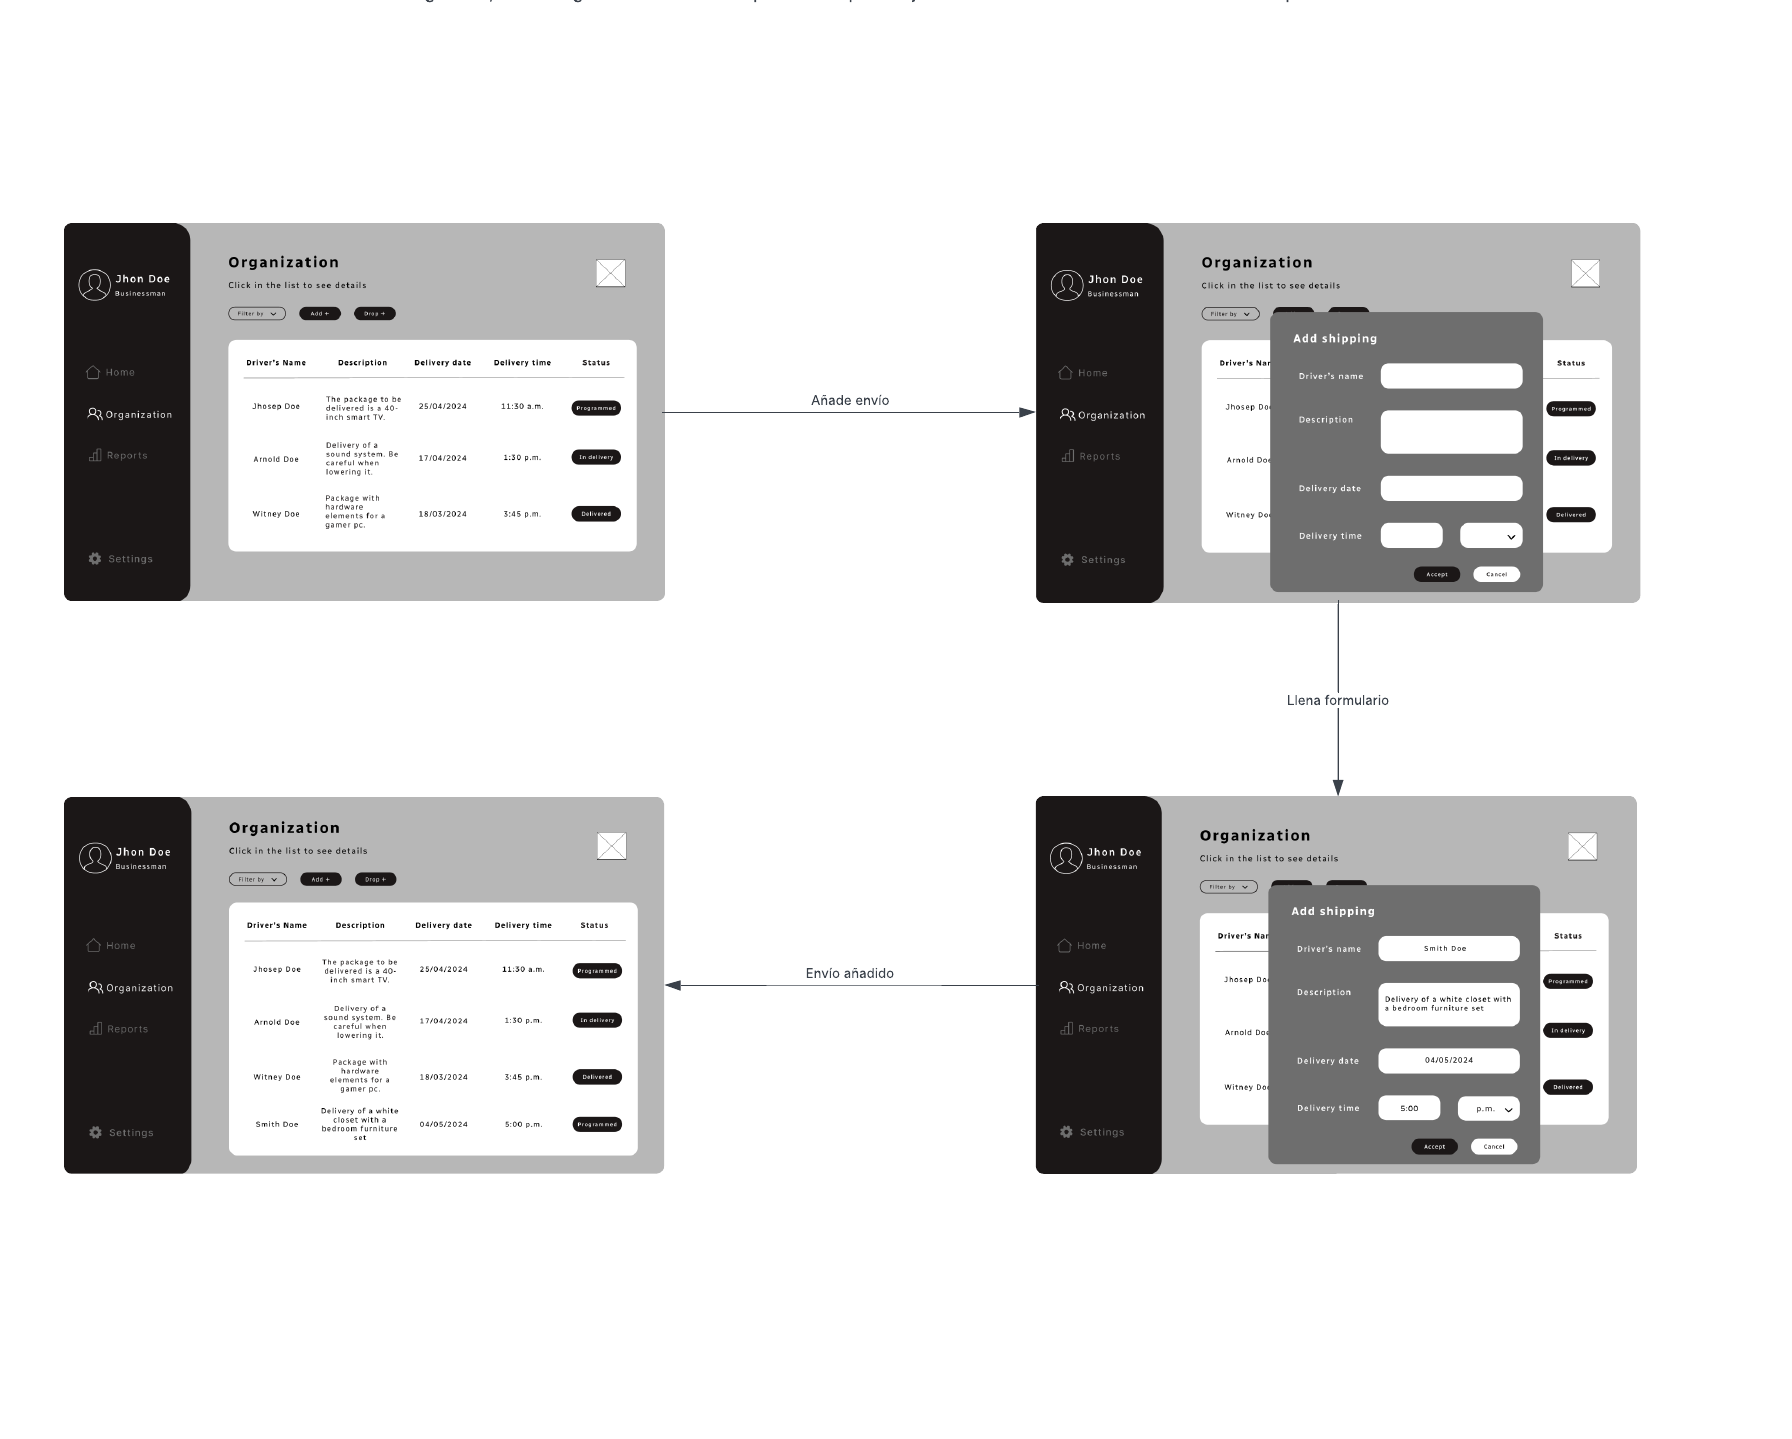 Organization
Click in the list to see details
Jhon Doe
Businessman
Filter by
Add +
Drop +
Home
Organization
Reports
Settings
Driver's Name Description Delivery date Delivery time Status
Jhosep Doe
The package to be
delivered is a 40-
inch smart TV.
25/04/2024
11:30 a.m.
Programmed
Arnold Doe
Delivery of a
sound system. Be
careful when
lowering it.
17/04/2024
1:30 p.m.
In delivery
Witney Doe
Package with
hardware
elements for a
gamer pc.
18/03/2024
3:45 p.m.
Delivered
Añade envío
Organization
Click in the list to see details
Jhon Doe
Businessman
Filter by
Home
Organization
Reports
Settings
Driver's Nam
Status
Jhosep Doe
Programmed
Arnold Doe
In delivery
Witney Doe
Delivered
Add shipping
Driver's name
Description
Delivery date
Delivery time
Accept
Cancel
Llena formulario
Organization
Click in the list to see details
Jhon Doe
Businessman
Filter by
Home
Organization
Reports
Settings
Driver's Nam
Status
Jhosep Doe
Programmed
Arnold Doe
In delivery
Witney Doe
Delivered
Add shipping
Driver's name
Smith Doe
Description
Delivery of a white closet with
a bedroom furniture set
Delivery date
04/05/2024
Delivery time
5:00
p.m.
Accept
Cancel
Envío añadido
Organization
Click in the list to see details
Jhon Doe
Businessman
Filter by
Add +
Drop +
Home
Organization
Reports
Settings
Driver's Name Description Delivery date Delivery time Status
Jhosep Doe
The package to be
delivered is a 40-
inch smart TV.
25/04/2024
11:30 a.m.
Programmed
Arnold Doe
Delivery of a
sound system. Be
careful when
lowering it.
17/04/2024
1:30 p.m.
In delivery
Witney Doe
Package with
hardware
elements for a
gamer pc.
18/03/2024
3:45 p.m.
Delivered
Smith Doe
Delivery of a white
closet with a
bedroom furniture
set
04/05/2024
5:00 p.m.
Programmed